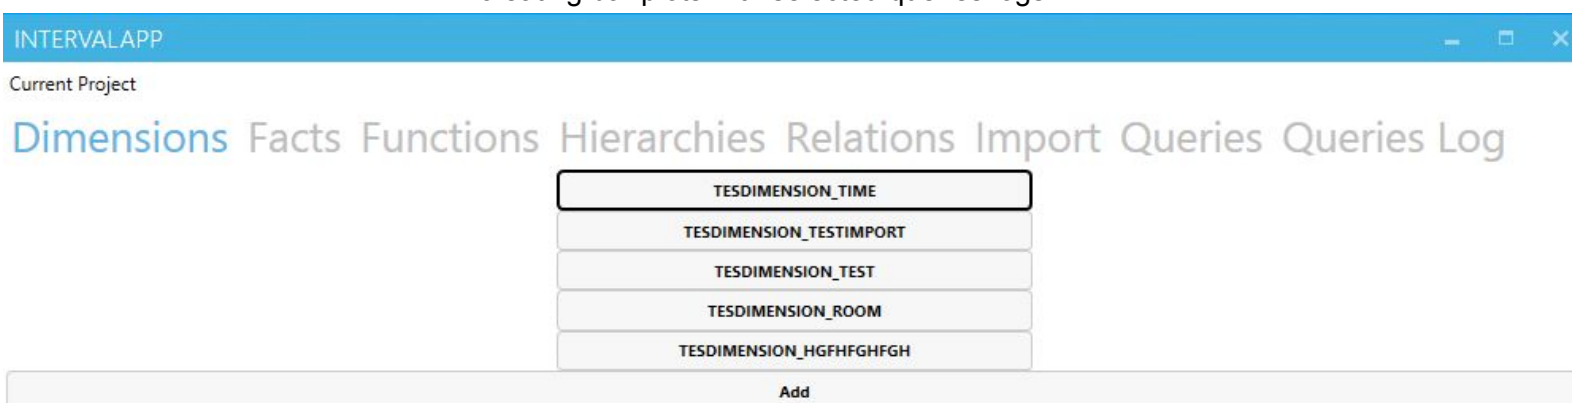 INTERVALAPP
Current Project
Dimensions Facts Functions Hierarchies Relations Import Queries Queries Log
TESDIMENSION_TIME
TESDIMENSION_TESTIMPORT
TESDIMENSION_TEST
TESDIMENSION_ROOM
TESDIMENSION_HGFHFGHFGH
Add